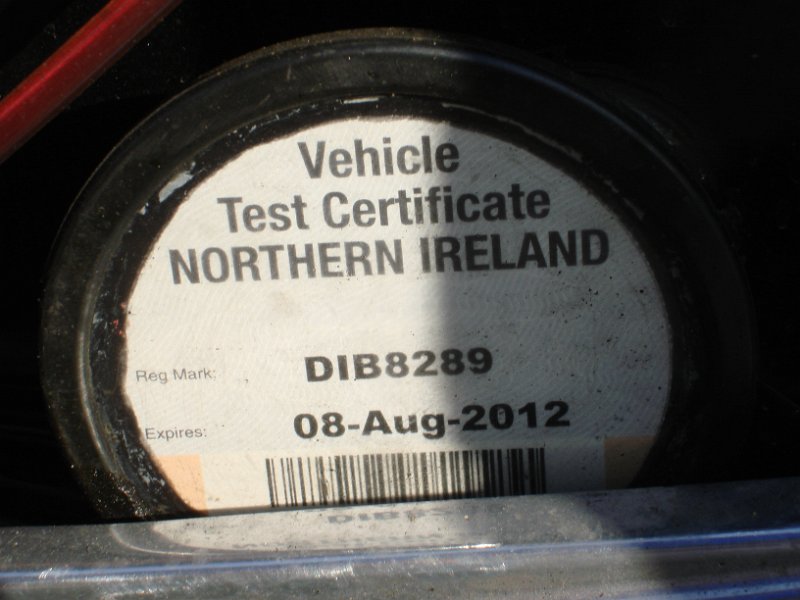 Vehicle
Test Certificate
NORTHERN IRELAND
Reg Mark: DIB8289
Expires: 08-Aug-2012